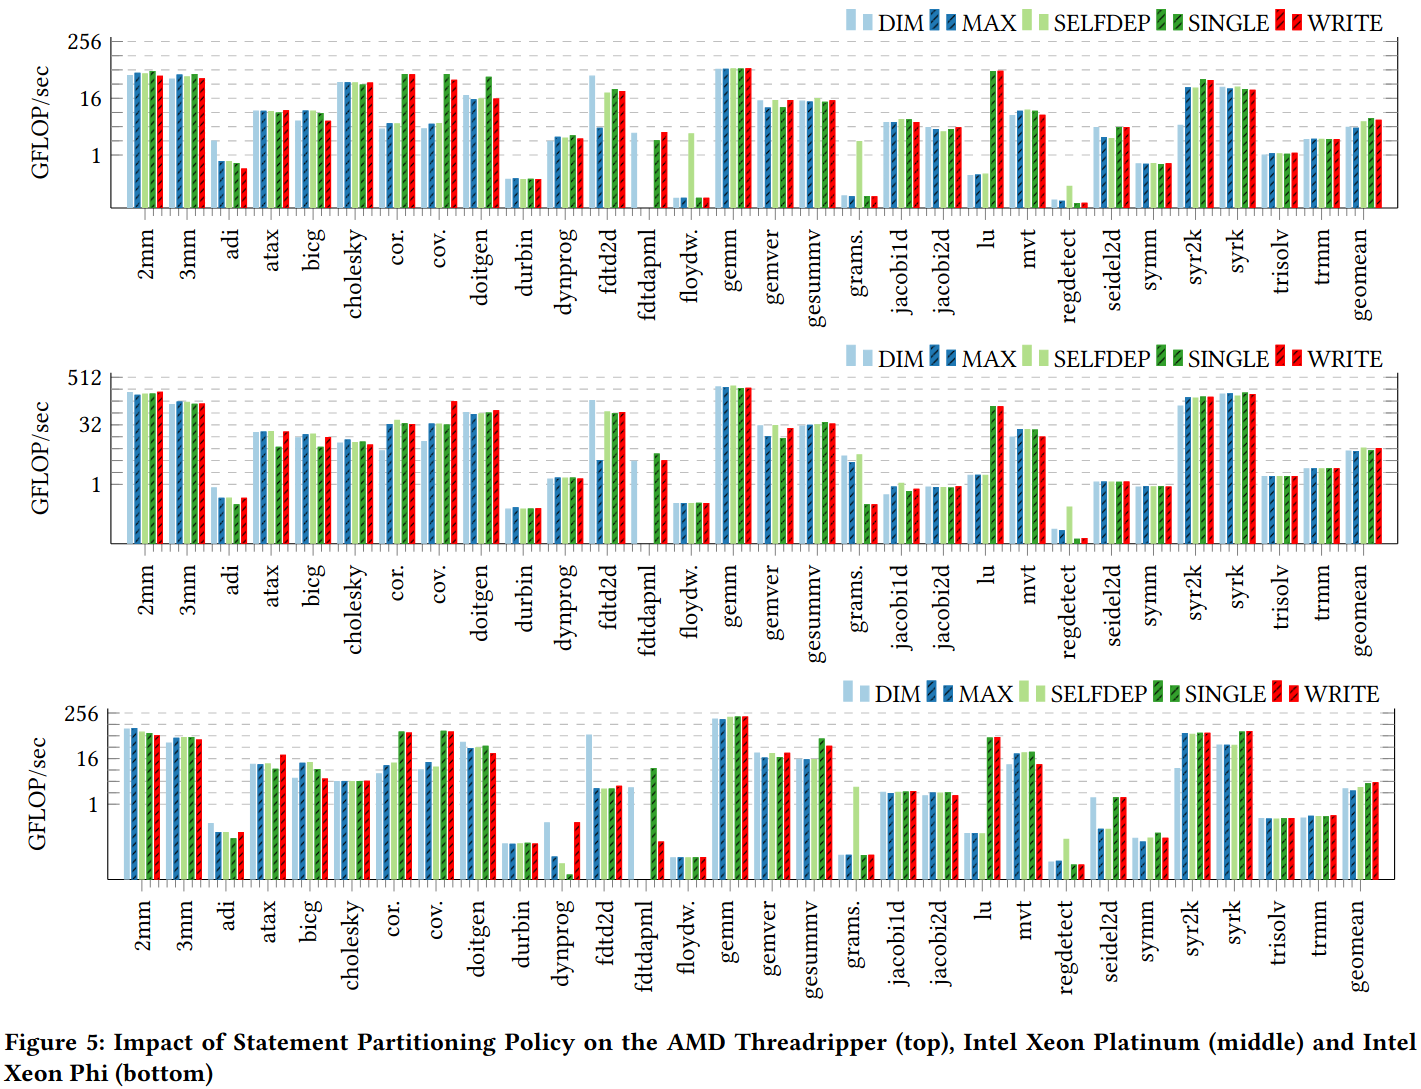 DIM MAX SELFDEP SINGLE WRITE
256
16
1
GFLOP/sec
2mm 3mm adi atax bicg cholesky cor. cov. doitgen durbin dynprog fdtd2d fdtdapml floydw. gemm gemver gesummv grams. jacobi1d jacobi2d lu mvt regdetect seidel2d symm syr2k syrk trisolv trmm geomean
DIM MAX SELFDEP SINGLE WRITE
512
32
1
GFLOP/sec
2mm 3mm adi atax bicg cholesky cor. cov. doitgen durbin dynprog fdtd2d fdtdapml floydw. gemm gemver gesummv grams. jacobi1d jacobi2d lu mvt regdetect seidel2d symm syr2k syrk trisolv trmm geomean
DIM MAX SELFDEP SINGLE WRITE
256
16
1
GFLOP/sec
2mm 3mm adi atax bicg cholesky cor. cov. doitgen durbin dynprog fdtd2d fdtdapml floydw. gemm gemver gesummv grams. jacobi1d jacobi2d lu mvt regdetect seidel2d symm syr2k syrk trisolv trmm geomean
Figure 5: Impact of Statement Partitioning Policy on the AMD Threadripper (top), Intel Xeon Platinum (middle) and Intel
Xeon Phi (bottom)